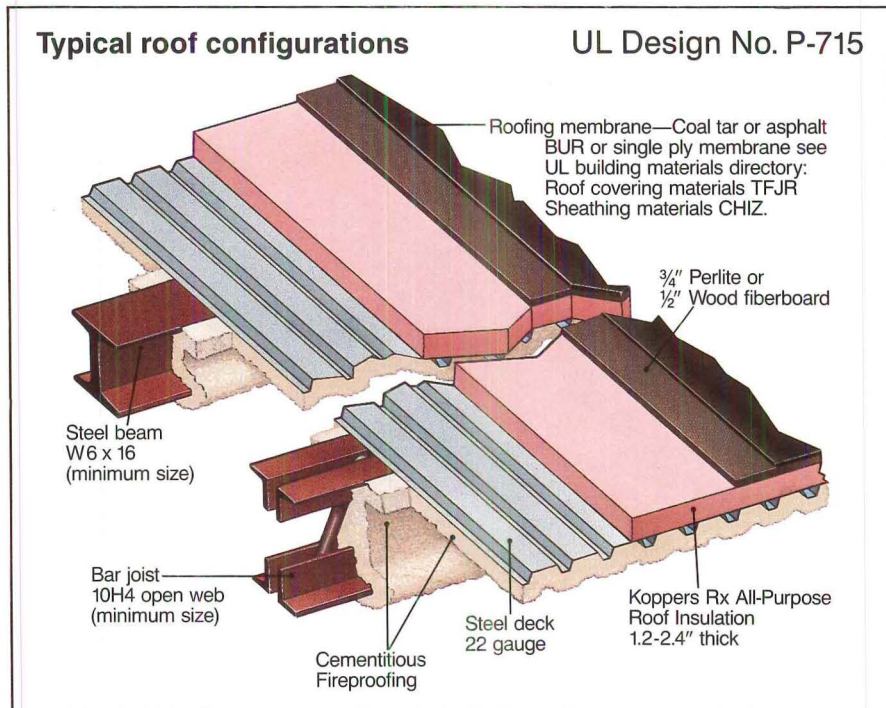 Typical roof configurations
UL Design No. P-715
Roofing membrane—Coal tar or asphalt
BUR or single ply membrane see
UL building materials directory:
Roof covering materials TFJR
Sheathing materials CHIZ.
¾" Perlite or
½" Wood fiberboard
Steel beam
W6 x 16
(minimum size)
Bar joist
10H4 open web
(minimum size)
Cementitious
Fireproofing
Steel deck
22 gauge
Koppers Rx All-Purpose
Roof Insulation
1.2-2.4" thick